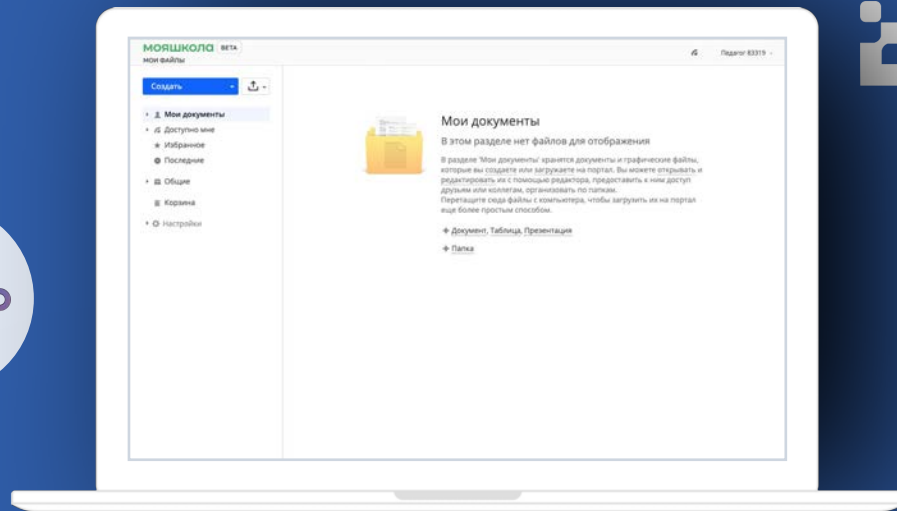 МОЯШКОЛА BETA
МОИ ФАЙЛЫ
Педагог 83319
Создать
Мои документы
Доступно мне
Избранное
Последние
Общие
Корзина
Настройки
Мои документы
В этом разделе нет файлов для отображения
В разделе 'Мои документы' хранятся документы и графические файлы,
которые вы создаете или загружаете на портал. Вы можете открывать и
редактировать их с помощью редактора, предоставить к ним доступ
друзьям или коллегам, организовать по папкам.
Перетащите сюда файлы с компьютера, чтобы загрузить их на портал
еще более простым способом.
Документ, Таблица, Презентация
Папка